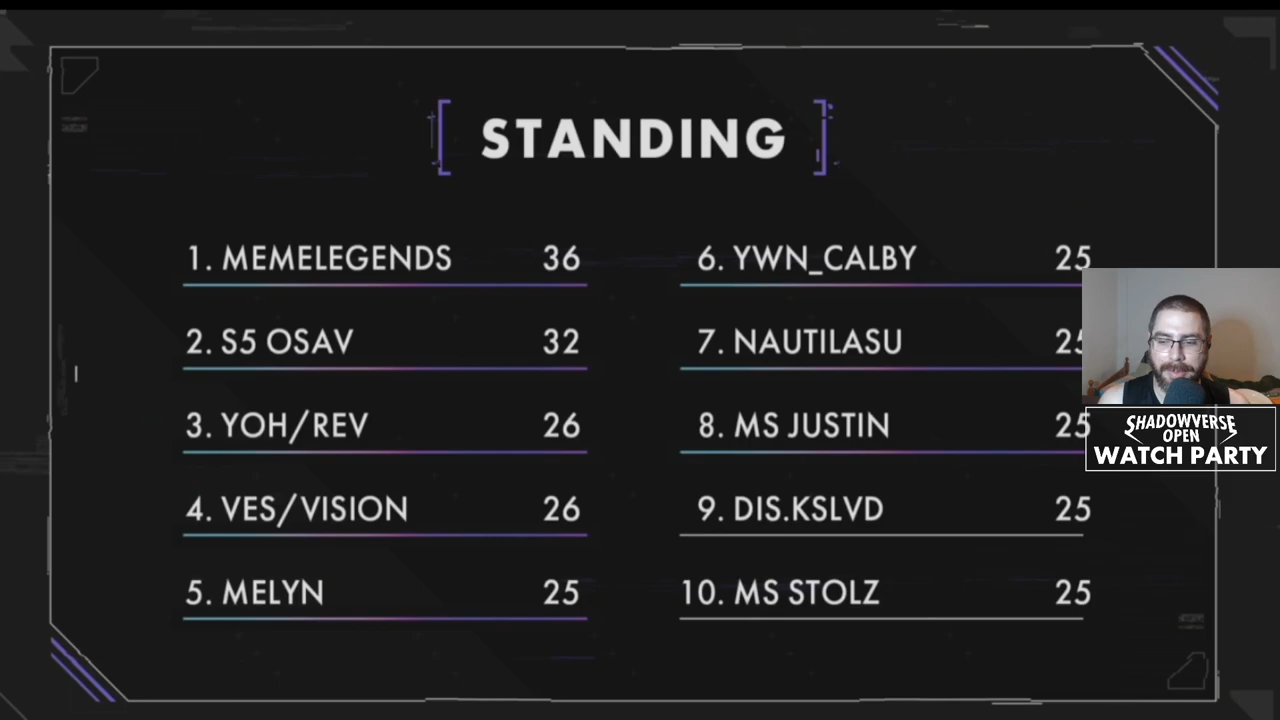 STANDING
1. MEMELEGENDS 36
2. S5 OSAV 32
3. YOH/REV 26
4. VES/VISION 26
5. MELYN 25
6. YWN_CALBY 25
7. NAUTILASU 25
8. MS JUSTIN 25
9. DIS.KSLVD 25
10. MS STOLZ 25
SHADOWVERSE
OPEN
WATCH PARTY